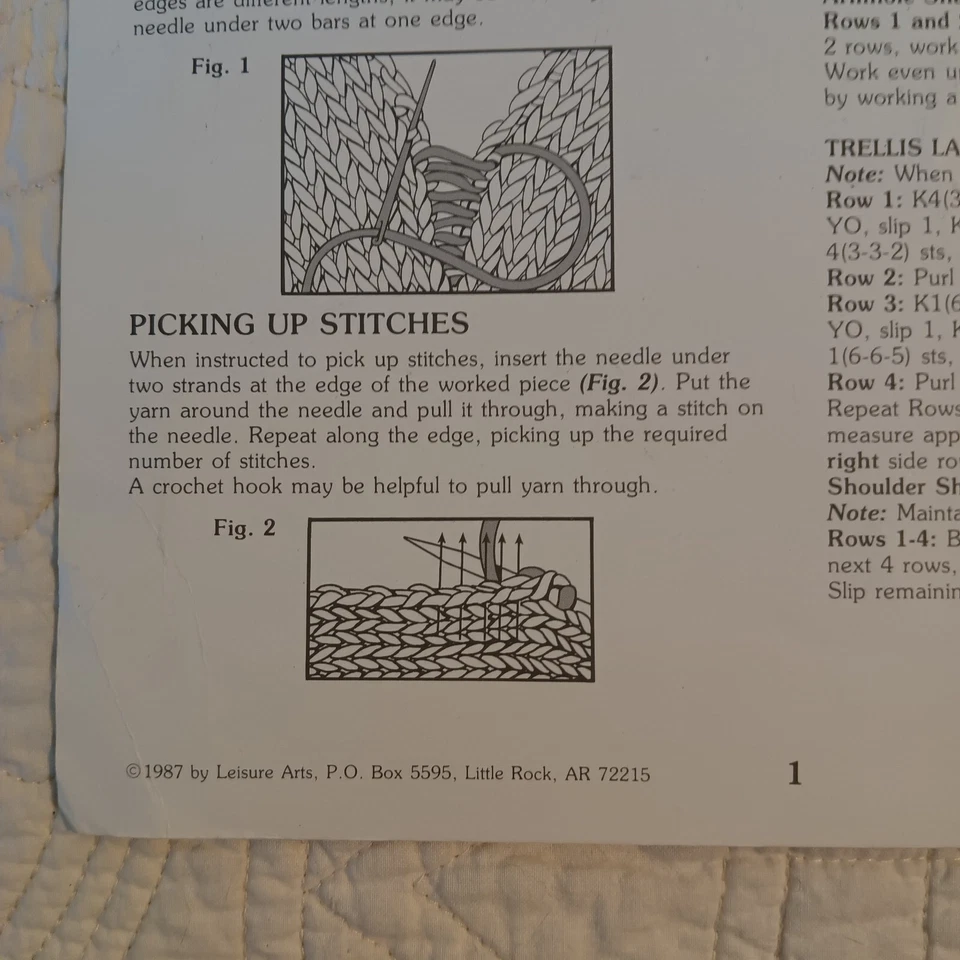 edges are different lengths, it may be
needle under two bars at one edge.
Fig. 1
PICKING UP STITCHES
When instructed to pick up stitches, insert the needle under
two strands at the edge of the worked piece (Fig. 2). Put the
yarn around the needle and pull it through, making a stitch on
the needle. Repeat along the edge, picking up the required
number of stitches.
A crochet hook may be helpful to pull yarn through.
Fig. 2
©1987 by Leisure Arts, P.O. Box 5595, Little Rock, AR 72215
1
Rows 1 and
2 rows, work
Work even
by working a
TRELLIS LA
Note: When
Row 1: K4(3
YO, slip 1, K
4(3-3-2) sts,
Row 2: Purl
Row 3: K1(6
YO, slip 1, K
1(6-6-5) sts,
Row 4: Purl
Repeat Rows
measure app
right side ro
Shoulder Sh
Note: Mainta
Rows 1-4: B
next 4 rows,
Slip remainin